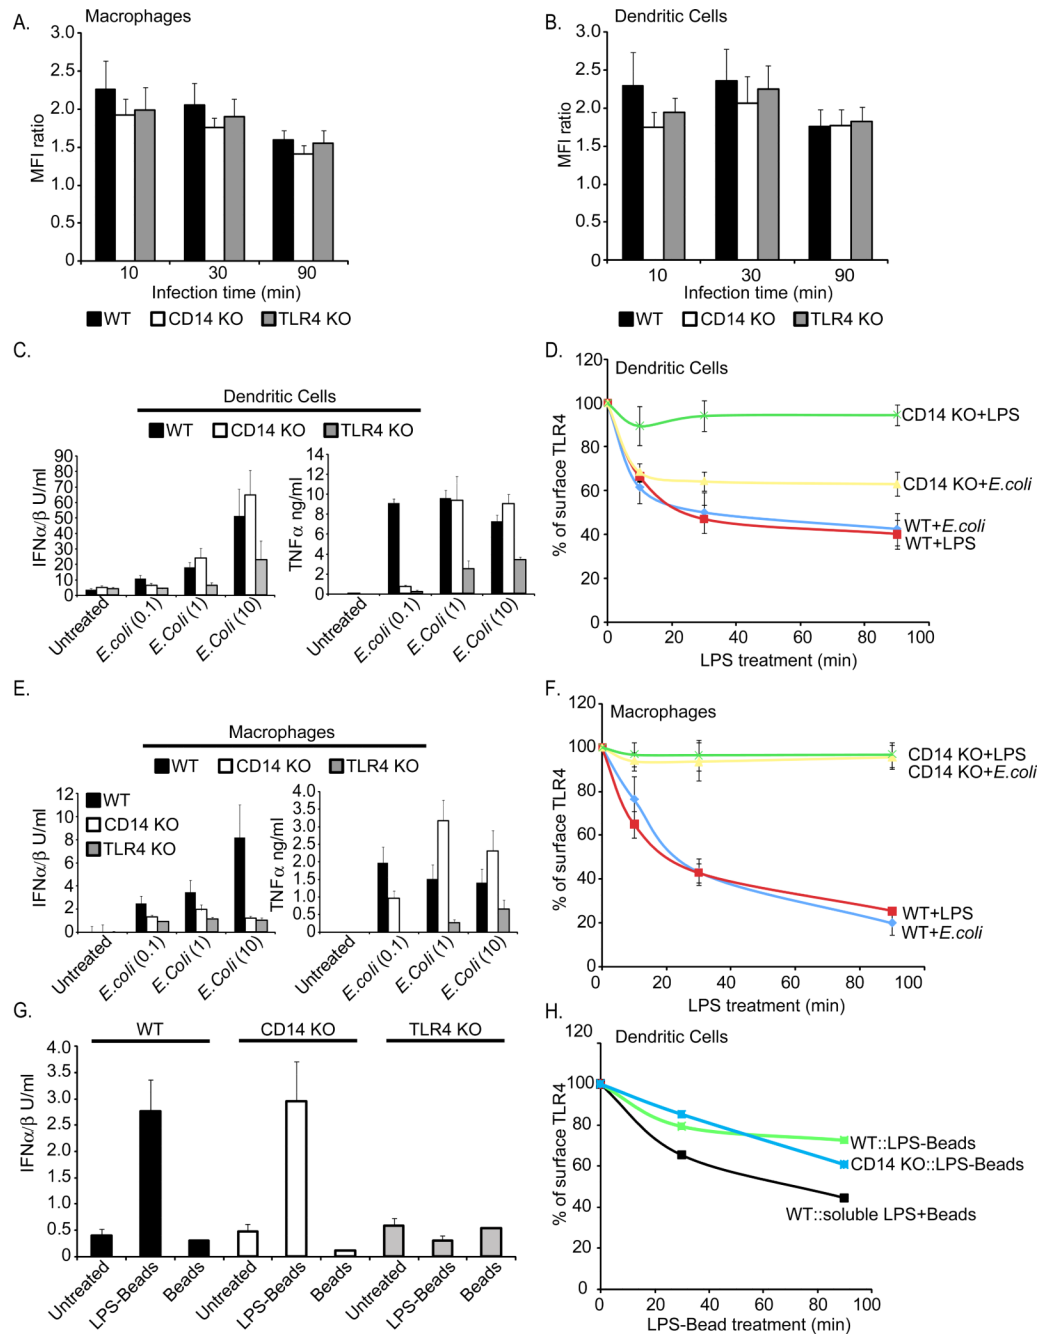 A.
Macrophages
3.0
2.5
2.0
1.5
1.0
0.5
0
MFI ratio
10 30 90
Infection time (min)
WT CD14 KO TLR4 KO
B.
Dendritic Cells
3.0
2.5
2.0
1.5
1.0
0.5
0
MFI ratio
10 30 90
Infection time (min)
WT CD14 KO TLR4 KO
C.
Dendritic Cells
WT CD14 KO TLR4 KO
90
80
70
60
50
40
30
20
10
0
IFNα/β U/ml
Untreated
E.coli (0.1)
E.Coli (1)
E.Coli (10)
14
12
10
8
6
4
2
0
TNFα ng/ml
Untreated
E.coli (0.1)
E.Coli (1)
E.Coli (10)
D.
Dendritic Cells
120
100
80
60
40
20
0
% of surface TLR4
CD14 KO+LPS
CD14 KO+E.coli
WT+E.coli
WT+LPS
0 20 40 60 80 100
LPS treatment (min)
E.
Macrophages
WT CD14 KO TLR4 KO
12
10
8
6
4
2
0
IFNα/β U/ml
WT
CD14 KO
TLR4 KO
Untreated
E.coli (0.1)
E.Coli (1)
E.Coli (10)
4.0
3.5
3.0
2.5
2.0
1.5
1.0
0.5
0
TNFα ng/ml
Untreated
E.coli (0.1)
E.Coli (1)
E.Coli (10)
F.
Macrophages
120
100
80
60
40
20
0
% of surface TLR4
CD14 KO+LPS
CD14 KO+E.coli
WT+LPS
WT+E.coli
0 20 40 60 80 100
LPS treatment (min)
G.
WT CD14 KO TLR4 KO
4.0
3.5
3.0
2.5
2.0
1.5
1.0
0.5
0
IFNα/β U/ml
Untreated
LPS-Beads
Beads
Untreated
LPS-Beads
Beads
Untreated
LPS-Beads
Beads
H.
Dendritic Cells
120
100
80
60
40
20
0
% of surface TLR4
WT::LPS-Beads
CD14 KO::LPS-Beads
WT::soluble LPS+Beads
0 20 40 60 80 100
LPS-Bead treatment (min)